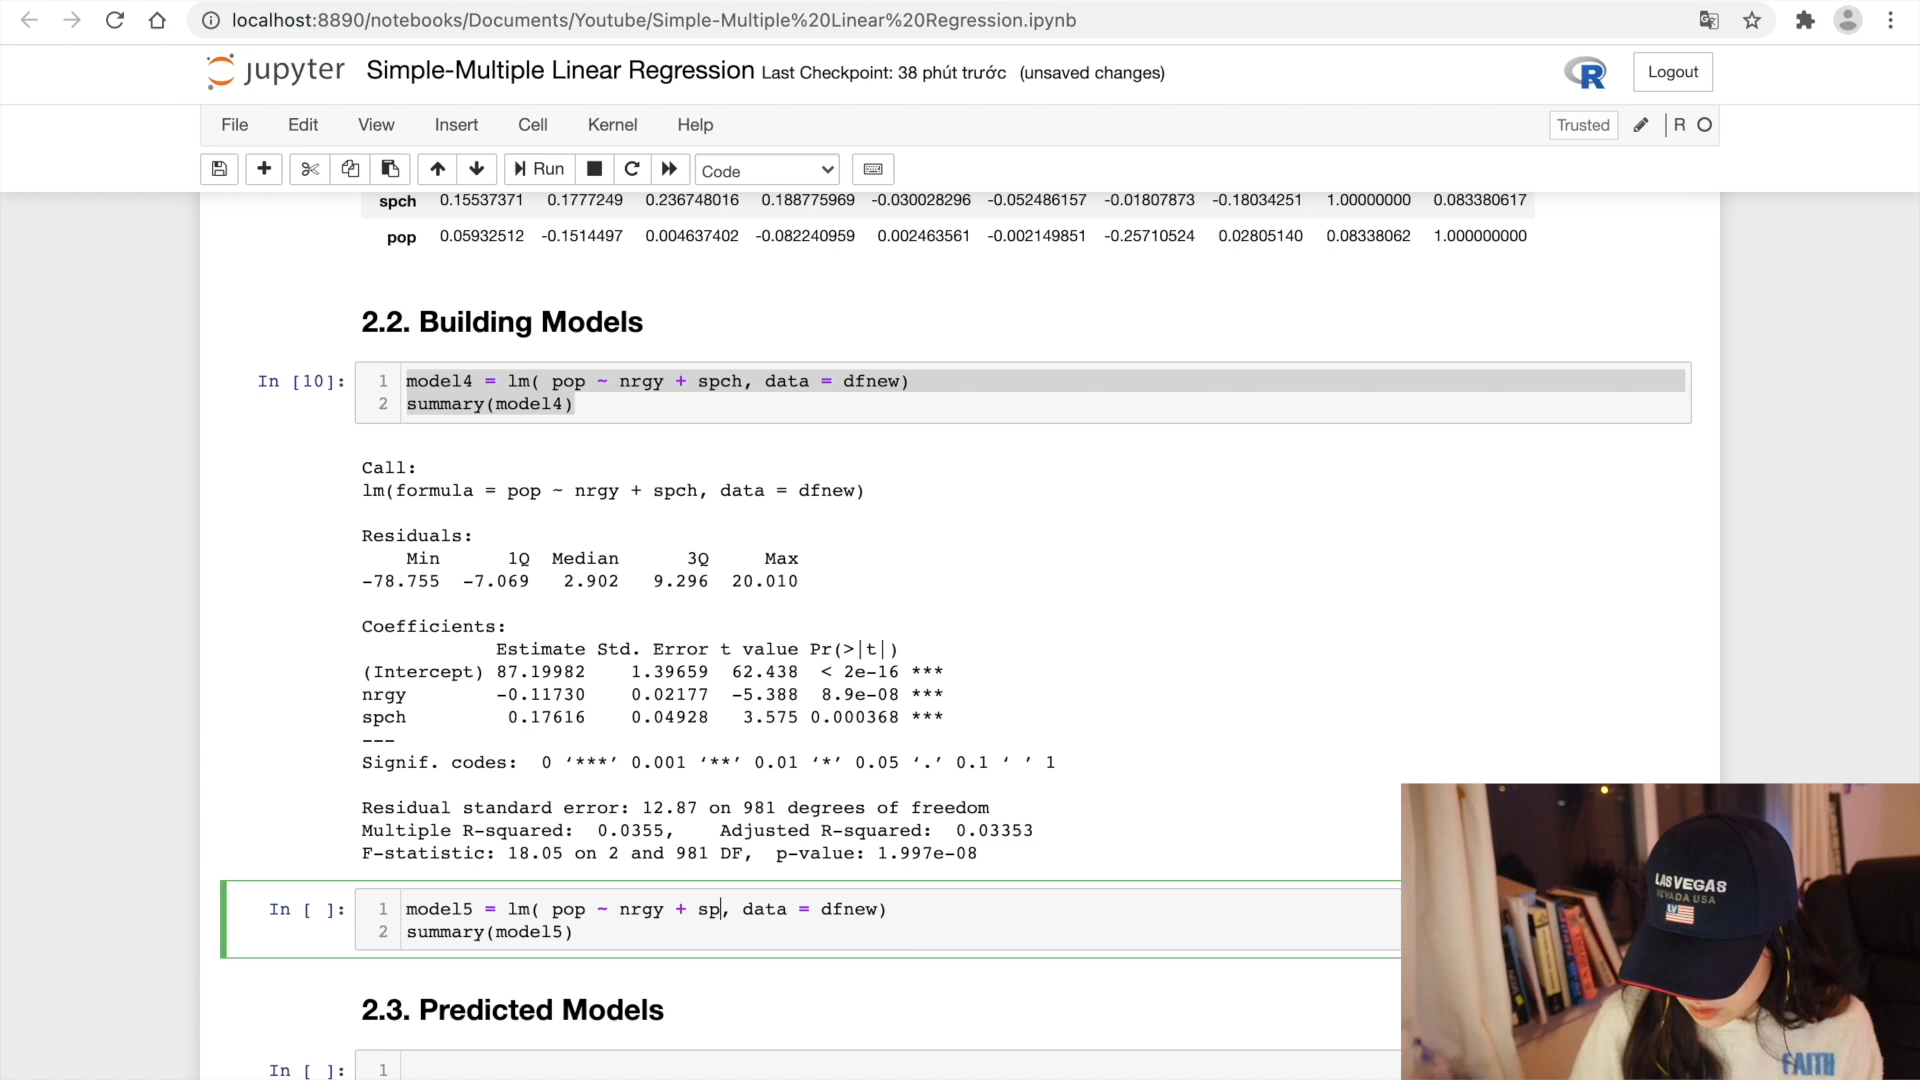 localhost:8890/notebooks/Documents/Youtube/Simple-Multiple%20Linear%20Regression.ipynb
jupyter Simple-Multiple Linear Regression Last Checkpoint: 38 phút trước (unsaved changes) R Logout
File Edit View Insert Cell Kernel Help Trusted R
Run Code
spch 0.15537371 0.1777249 0.236748016 0.188775969 -0.030028296 -0.052486157 -0.01807873 -0.18034251 1.00000000 0.083380617
pop 0.05932512 -0.1514497 0.004637402 -0.082240959 0.002463561 -0.002149851 -0.25710524 0.02805140 0.08338062 1.000000000
2.2. Building Models
In [10]: 1 model4 = lm( pop ~ nrgy + spch, data = dfnew)
2 summary(model4)
Call:
lm(formula = pop ~ nrgy + spch, data = dfnew)
Residuals:
Min 1Q Median 3Q Max
-78.755 -7.069 2.902 9.296 20.010
Coefficients:
Estimate Std. Error t value Pr(>|t|)
(Intercept) 87.19982 1.39659 62.438 < 2e-16 ***
nrgy -0.11730 0.02177 -5.388 8.9e-08 ***
spch 0.17616 0.04928 3.575 0.000368 ***
---
Signif. codes: 0 ‘***’ 0.001 ‘**’ 0.01 ‘*’ 0.05 ‘.’ 0.1 ‘ ’ 1
Residual standard error: 12.87 on 981 degrees of freedom
Multiple R-squared: 0.0355, Adjusted R-squared: 0.03353
F-statistic: 18.05 on 2 and 981 DF, p-value: 1.997e-08
In [ ]: 1 model5 = lm( pop ~ nrgy + sp, data = dfnew)
2 summary(model5)
2.3. Predicted Models
In [ ]: 1
LAS VEGAS
NEVADA USA
LV
FAITH